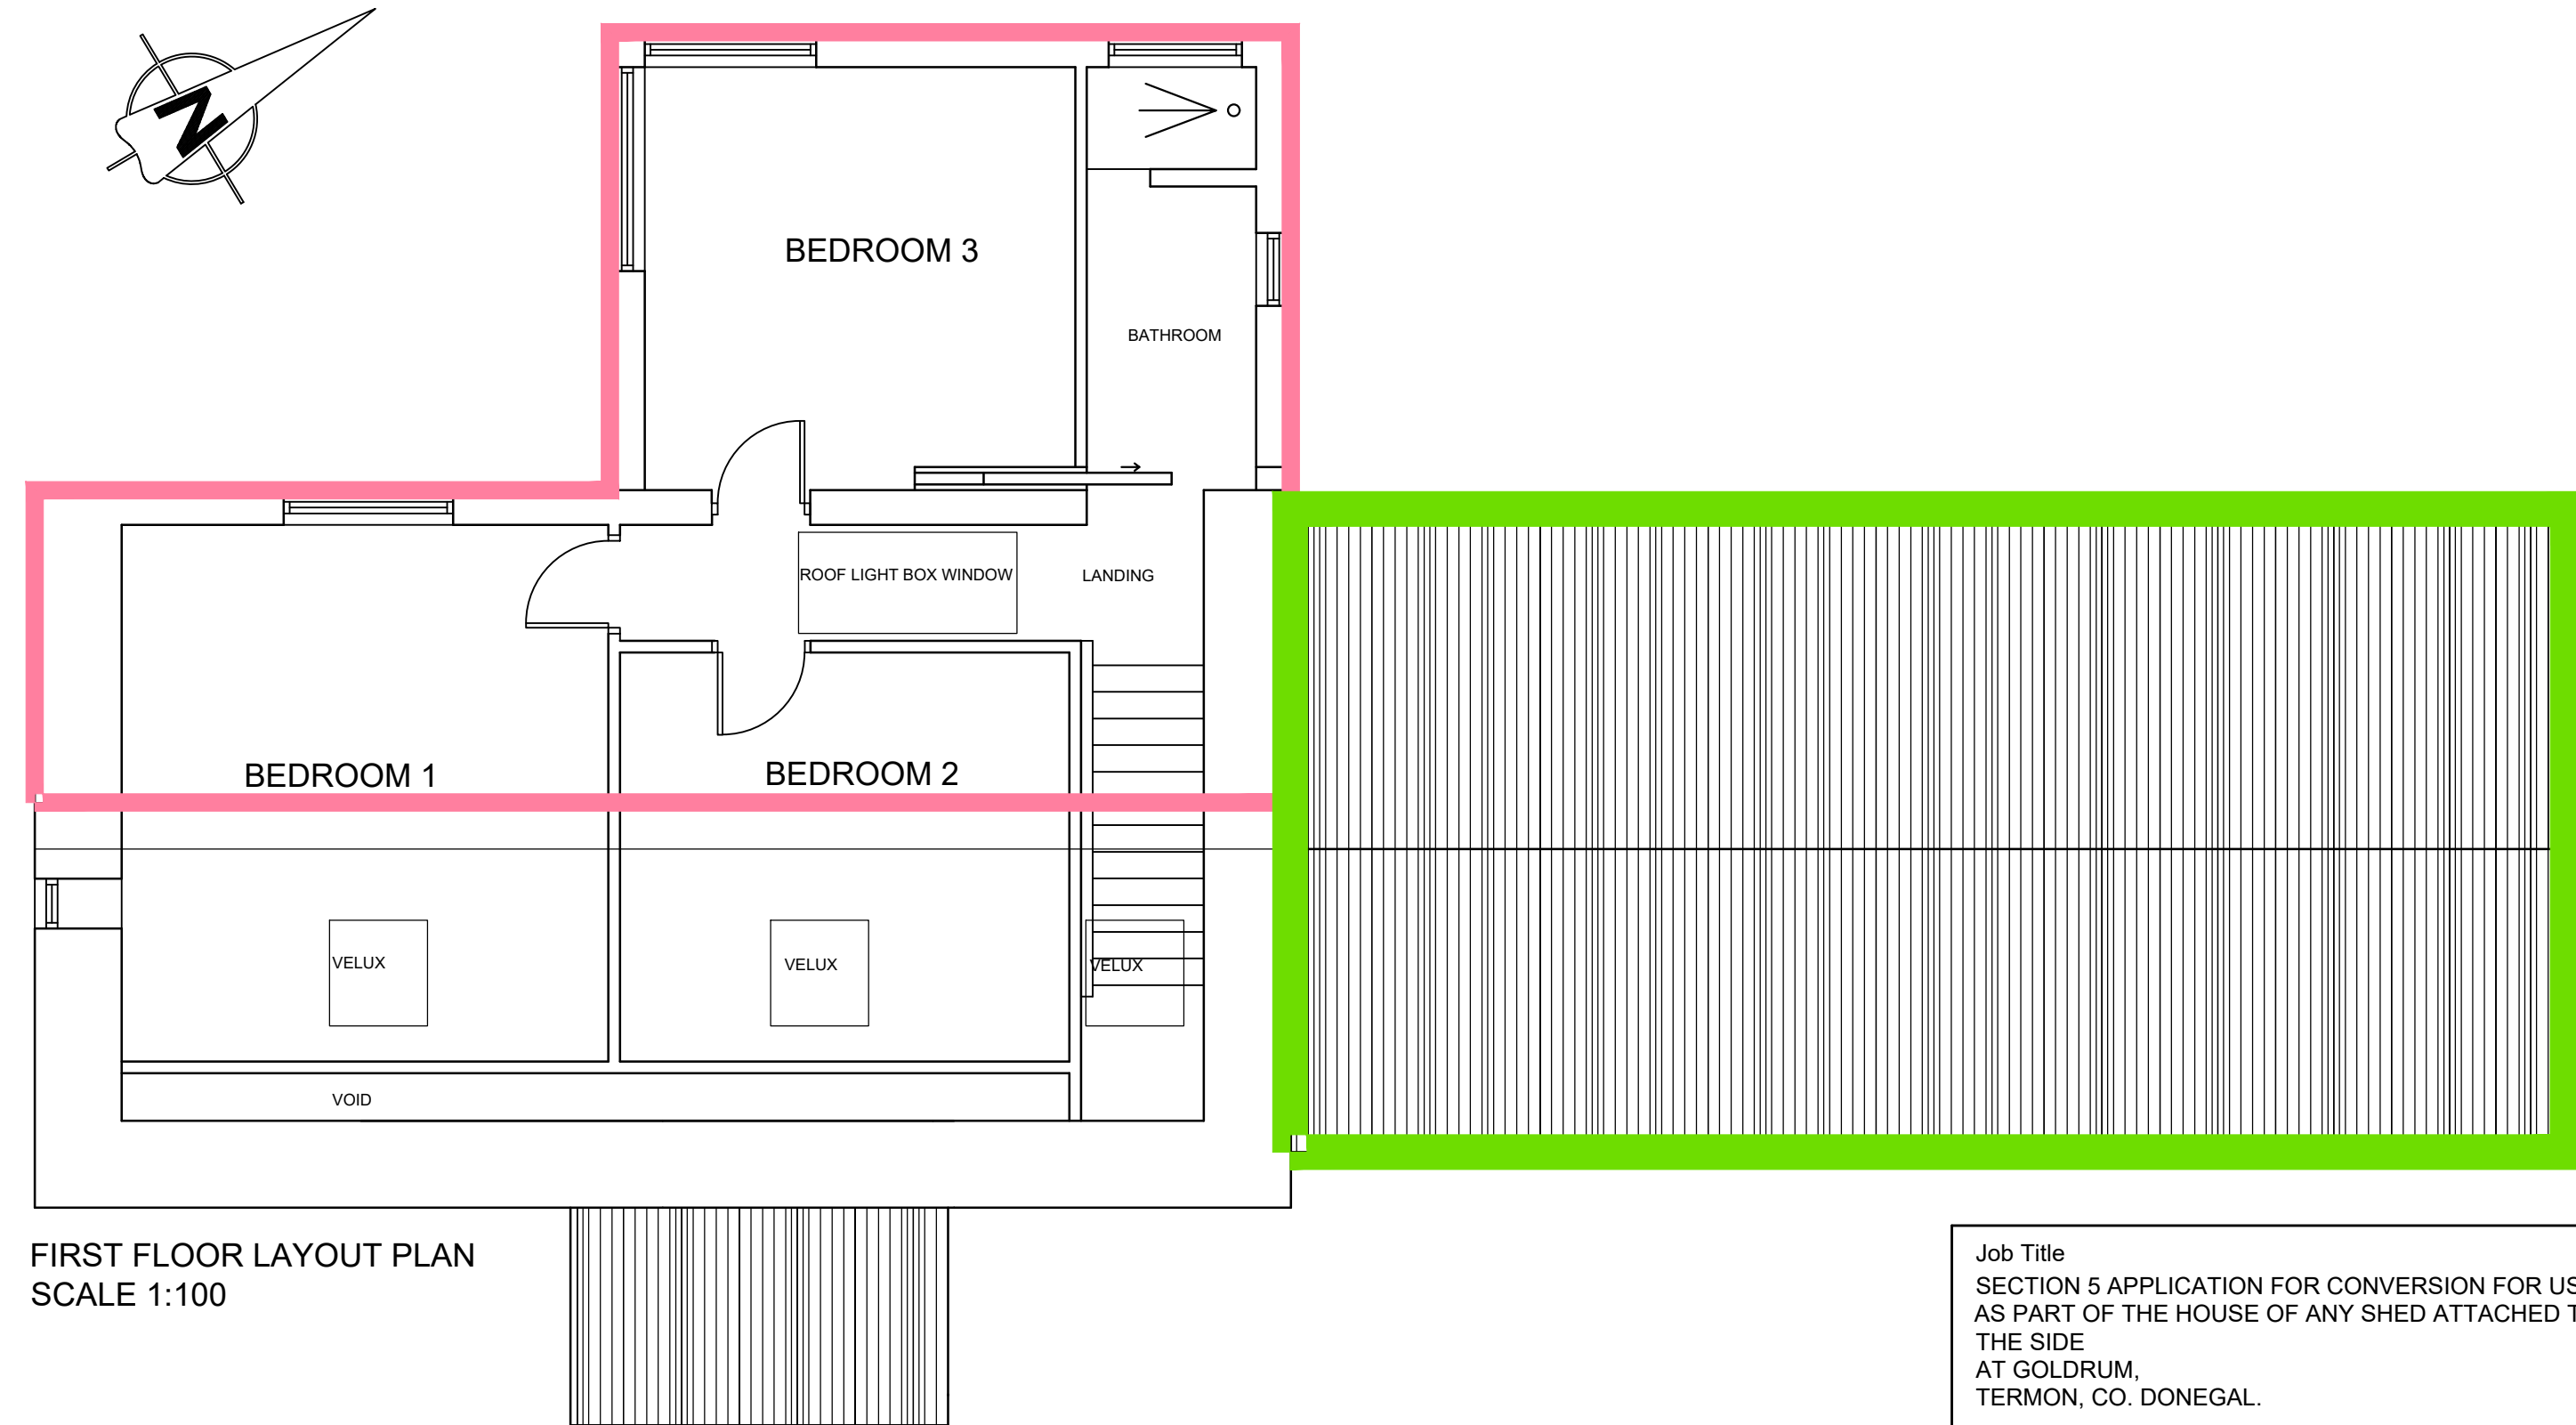 N
BEDROOM 3
BATHROOM
ROOF LIGHT BOX WINDOW
LANDING
BEDROOM 1
BEDROOM 2
VELUX
VELUX
VELUX
VOID
FIRST FLOOR LAYOUT PLAN
SCALE 1:100
Job Title
SECTION 5 APPLICATION FOR CONVERSION FOR US
AS PART OF THE HOUSE OF ANY SHED ATTACHED T
THE SIDE
AT GOLDRUM,
TERMON, CO. DONEGAL.